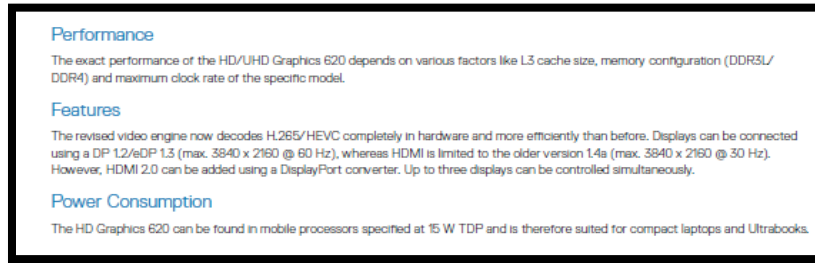 Performance
The exact performance of the HD/UHD Graphics 620 depends on various factors like L3 cache size, memory configuration (DDR3L/
DDR4) and maximum clock rate of the specific model.
Features
The revised video engine now decodes H.265/HEVC completely in hardware and more efficiently than before. Displays can be connected
using a DP 1.2/eDP 1.3 (max. 3840 x 2160 @ 60 Hz), whereas HDMI is limited to the older version 1.4a (max. 3840 x 2160 @ 30 Hz).
However, HDMI 2.0 can be added using a DisplayPort converter. Up to three displays can be controlled simultaneously.
Power Consumption
The HD Graphics 620 can be found in mobile processors specified at 15 W TDP and is therefore suited for compact laptops and Ultrabooks.